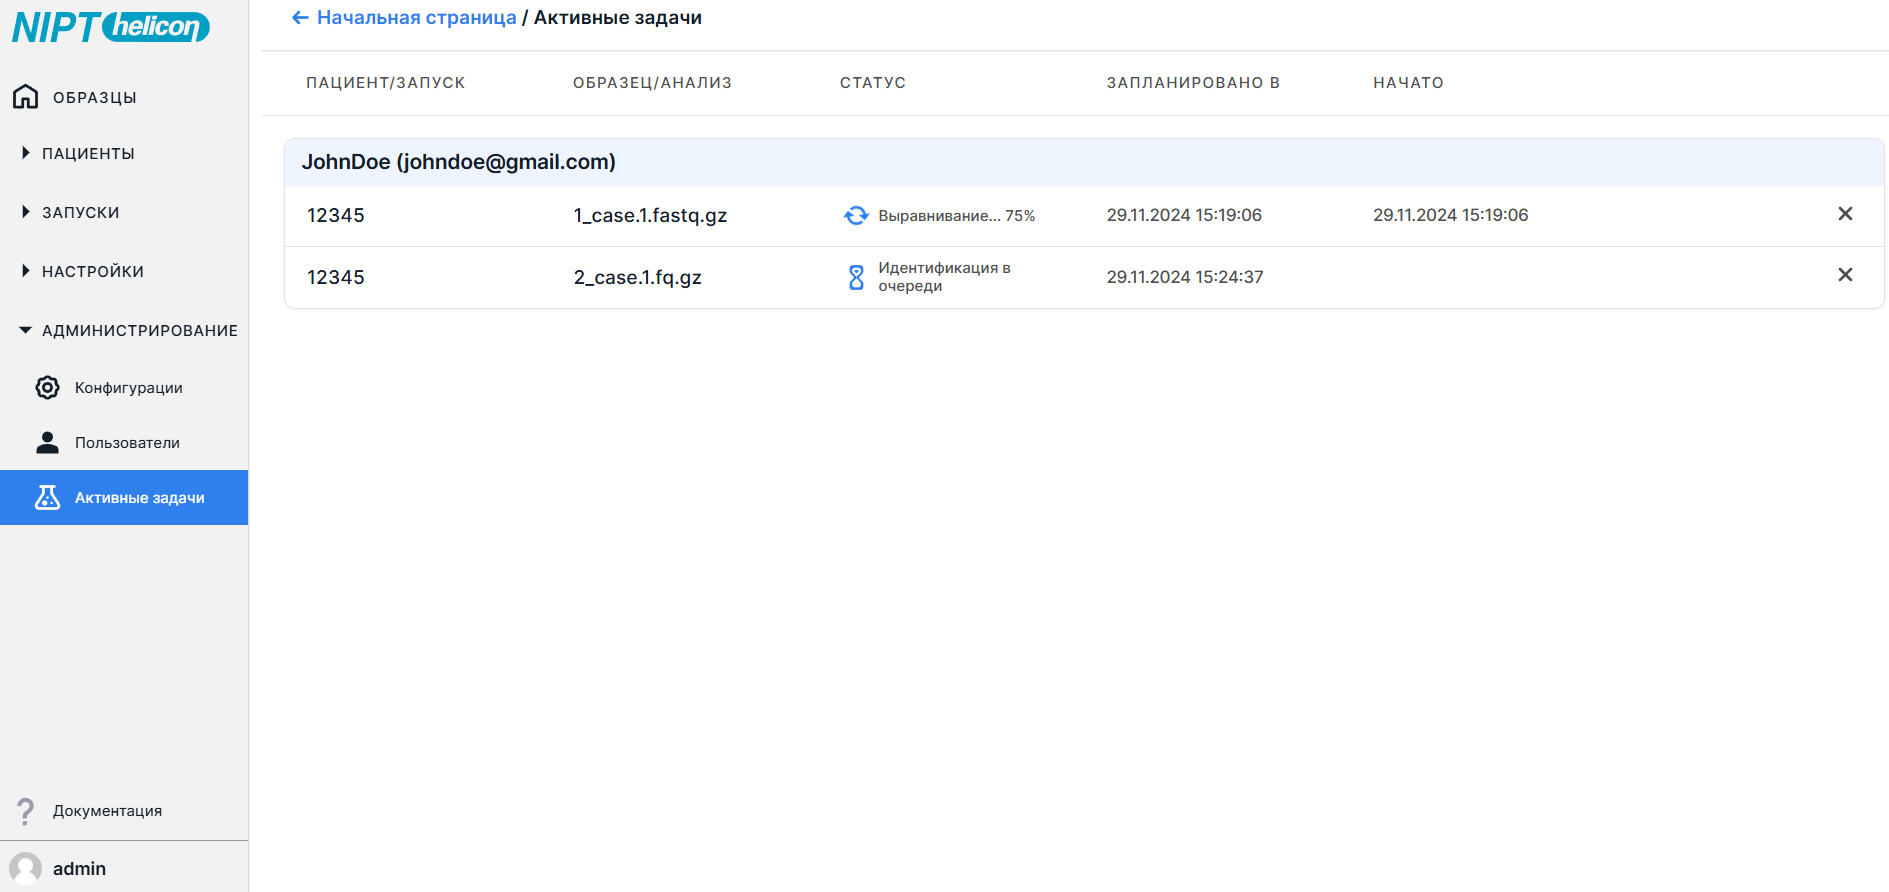 NIPT helicon
ОБРАЗЦЫ
ПАЦИЕНТЫ
ЗАПУСКИ
НАСТРОЙКИ
АДМИНИСТРИРОВАНИЕ
Конфигурации
Пользователи
Активные задачи
Документация
admin
← Начальная страница / Активные задачи
ПАЦИЕНТ/ЗАПУСК ОБРАЗЕЦ/АНАЛИЗ СТАТУС ЗАПЛАНИРОВАНО В НАЧАТО
JohnDoe (johndoe@gmail.com)
12345 1_case.1.fastq.gz Выравнивание... 75% 29.11.2024 15:19:06 29.11.2024 15:19:06
12345 2_case.1.fq.gz Идентификация в
очереди 29.11.2024 15:24:37